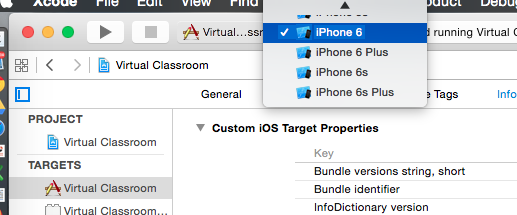 Xcode File Edit View Find
oduct Debu
iPhone 6
iPhone 6 Plus
iPhone 6s
iPhone 6s Plus
Virtual...ssr
d running Virtual C
Virtual Classroom
General
e Tags
Info
PROJECT
Virtual Classroom
TARGETS
Virtual Classroom
Virtual Classroom
Custom iOS Target Properties
Key
Bundle versions string, short
Bundle identifier
InfoDictionary version